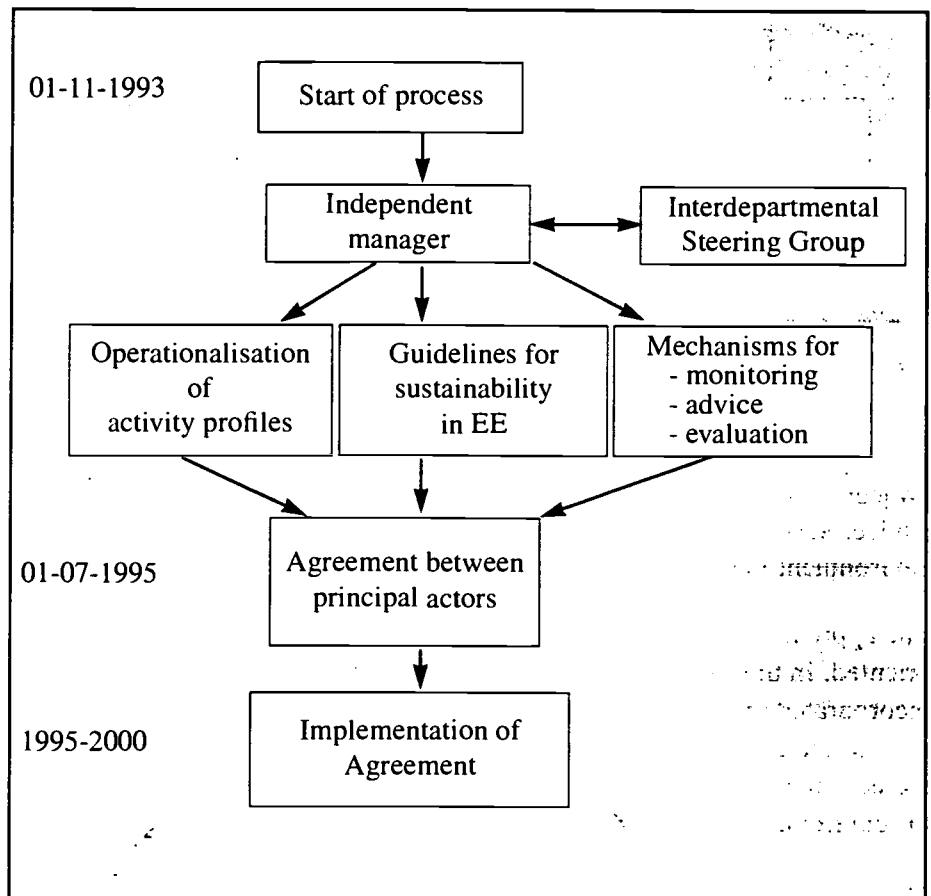 01-11-1993
Start of process
Independent
manager
Interdepartmental
Steering Group
Operationalisation
of
activity profiles
Guidelines for
sustainability
in EE
Mechanisms for
- monitoring
- advice
- evaluation
01-07-1995
Agreement between
principal actors
1995-2000
Implementation of
Agreement